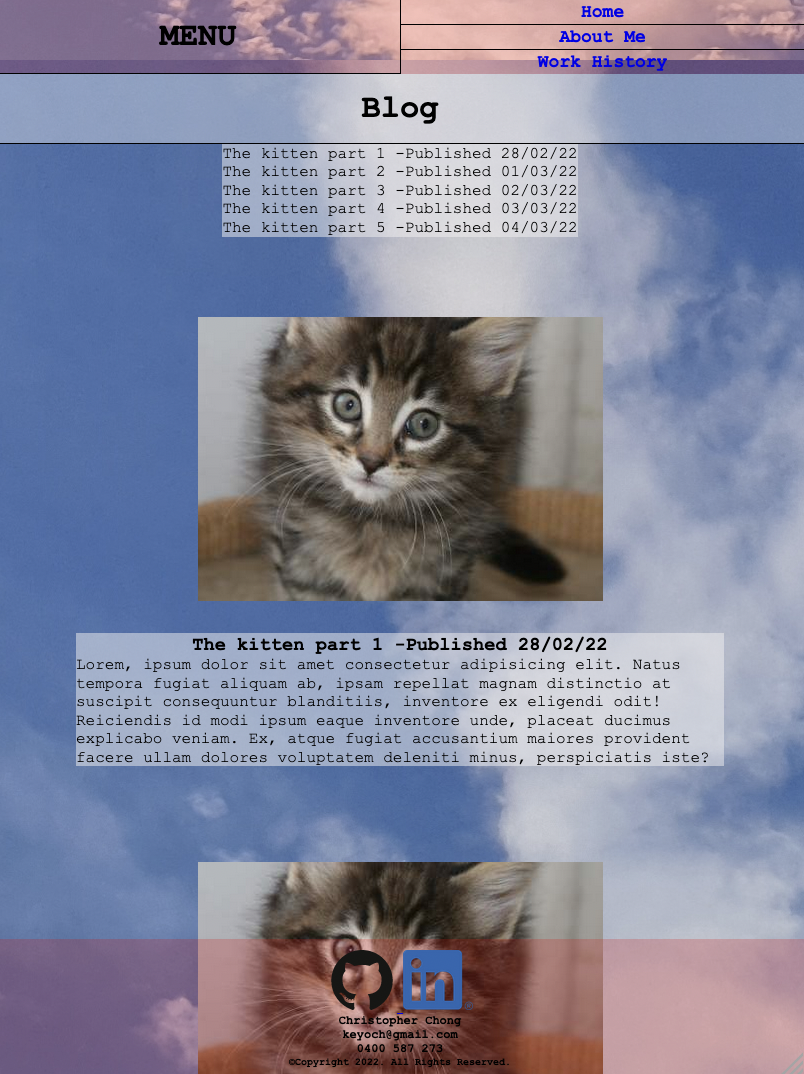 MENU
Home
About Me
Work History
Blog
The kitten part 1 -Published 28/02/22
The kitten part 2 -Published 01/03/22
The kitten part 3 -Published 02/03/22
The kitten part 4 -Published 03/03/22
The kitten part 5 -Published 04/03/22
The kitten part 1 -Published 28/02/22
Lorem, ipsum dolor sit amet consectetur adipisicing elit. Natus
tempora fugiat aliquam ab, ipsam repellat magnam distinctio at
suscipit consequuntur blanditiis, inventore ex eligendi odit!
Reiciendis id modi ipsum eaque inventore unde, placeat ducimus
explicabo veniam. Ex, atque fugiat accusantium maiores provident
facere ullam dolores voluptatem deleniti minus, perspiciatis iste?
in
Christopher Chong
keyoch@gmail.com
0400 587 273
©Copyright 2022. All Rights Reserved.